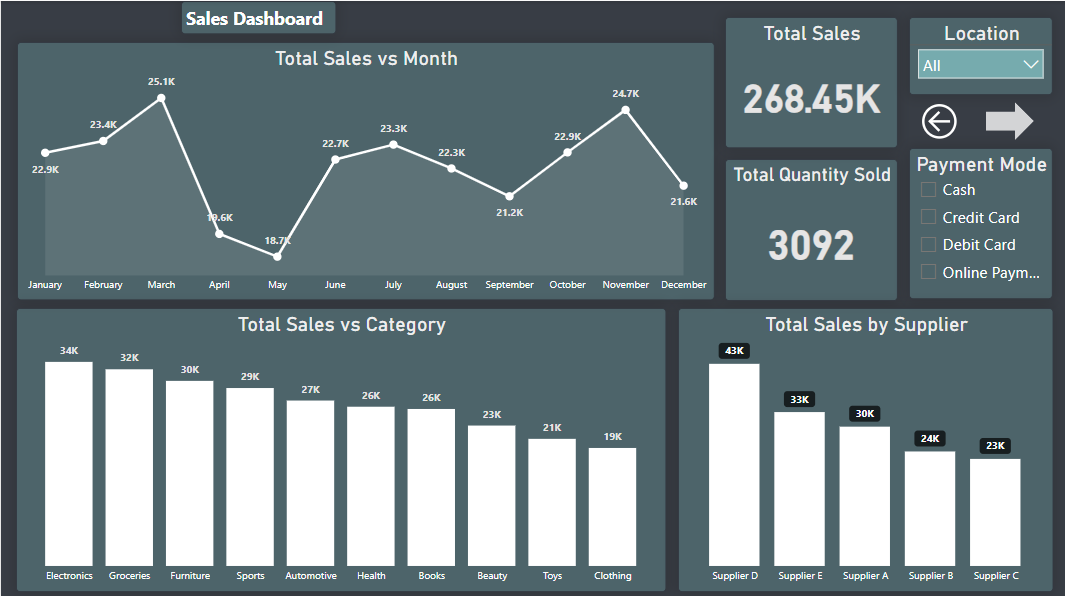 Sales Dashboard
Total Sales vs Month
25.1K
24.7K
23.4K
23.3K
22.7K
22.9K
22.3K
22.9K
21.6K
21.2K
19.6K
18.7K
January February March April May June July August September October November December
Total Sales
268.45K
Total Quantity Sold
3092
Location
All
Payment Mode
Cash
Credit Card
Debit Card
Online Paym...
Total Sales vs Category
34K 32K 30K 29K 27K 26K 26K 23K 21K 19K
Electronics Groceries Furniture Sports Automotive Health Books Beauty Toys Clothing
Total Sales by Supplier
43K 33K 30K 24K 23K
Supplier D Supplier E Supplier A Supplier B Supplier C